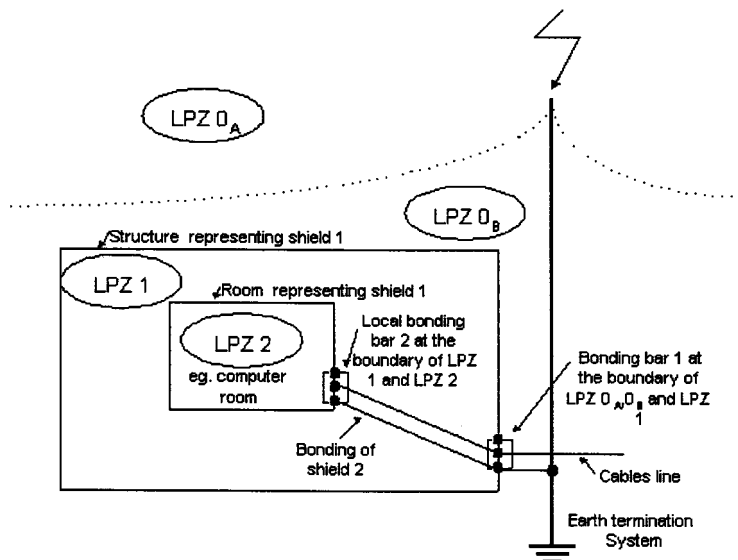 LPZ 0A
LPZ 0B
Structure representing shield 1
LPZ 1
Room representing shield 1
LPZ 2
eg. computer
room
Local bonding
bar 2 at the
boundary of LPZ
1 and LPZ 2
Bonding bar 1 at
the boundary of
LPZ 0A/0B and LPZ
1
Bonding of
shield 2
Cables line
Earth termination
System